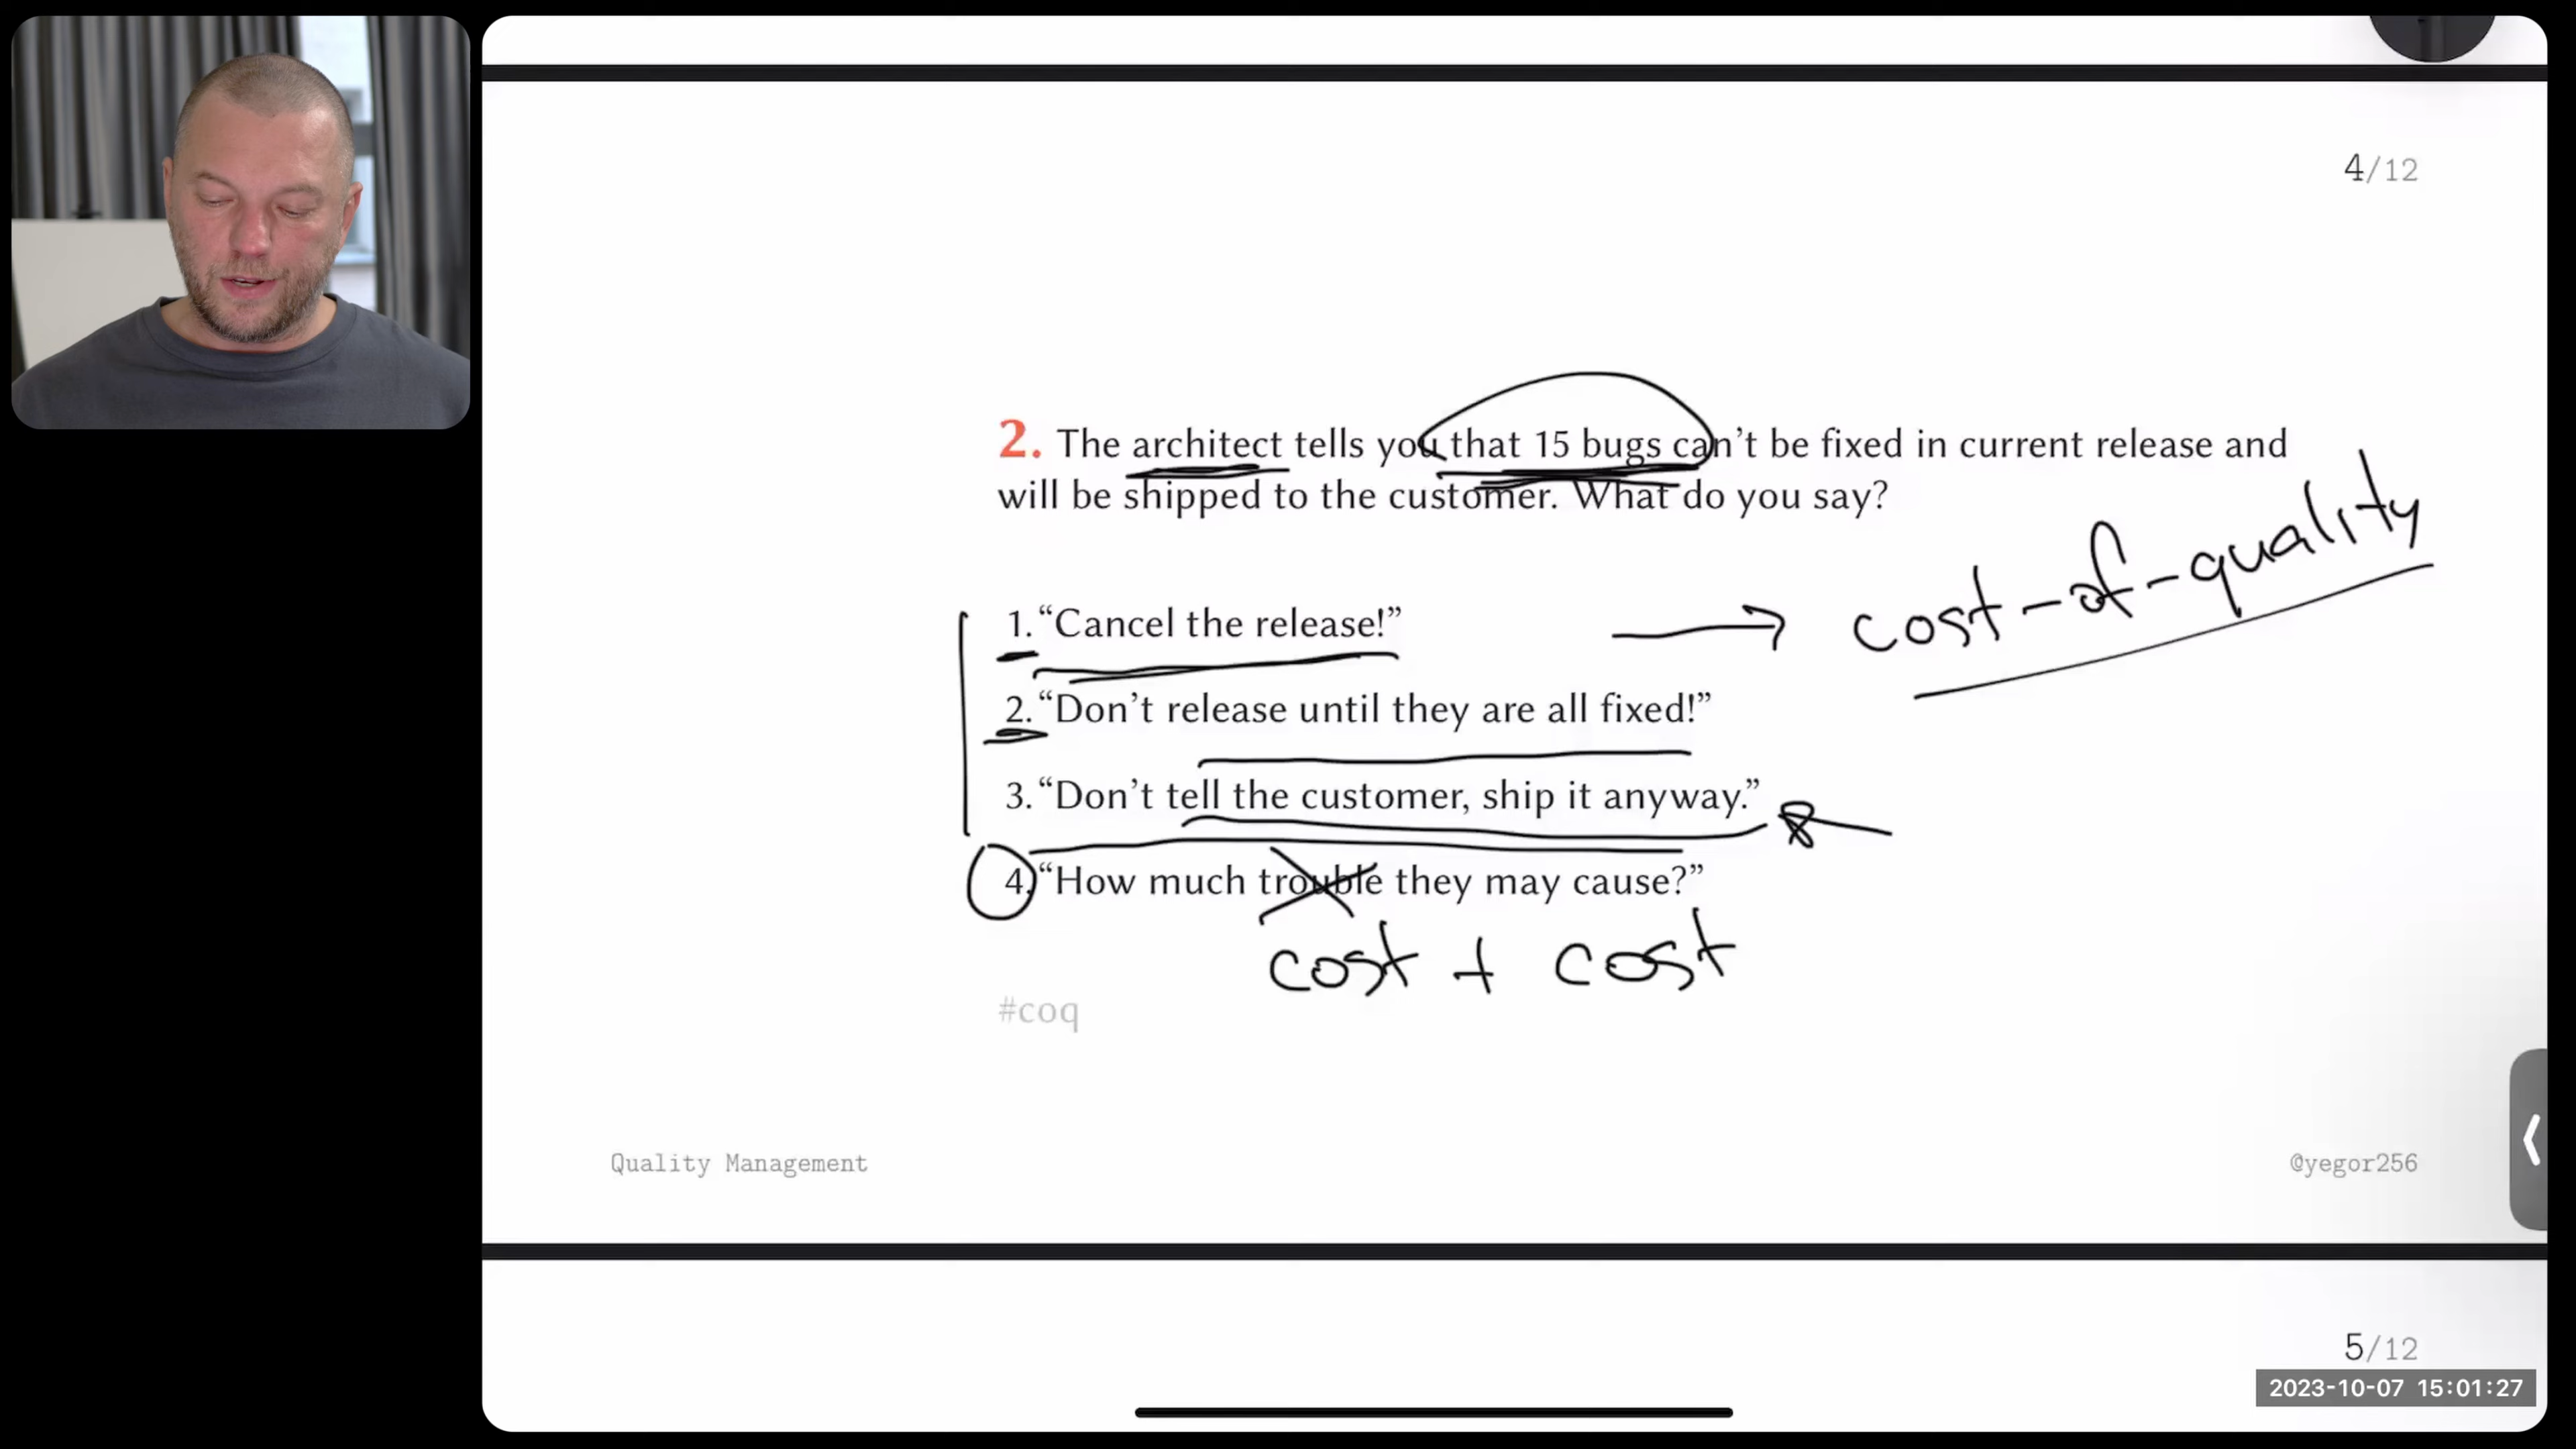 4/12
2. The architect tells you that 15 bugs can't be fixed in current release and
will be shipped to the customer. What do you say?
cost-of-quality
1. “Cancel the release!”
2. “Don't release until they are all fixed!”
3. “Don't tell the customer, ship it anyway.”
4. “How much trouble they may cause?”
cost + cost
#coq
Quality Management
@yegor256
5/12
2023-10-07 15:01:27